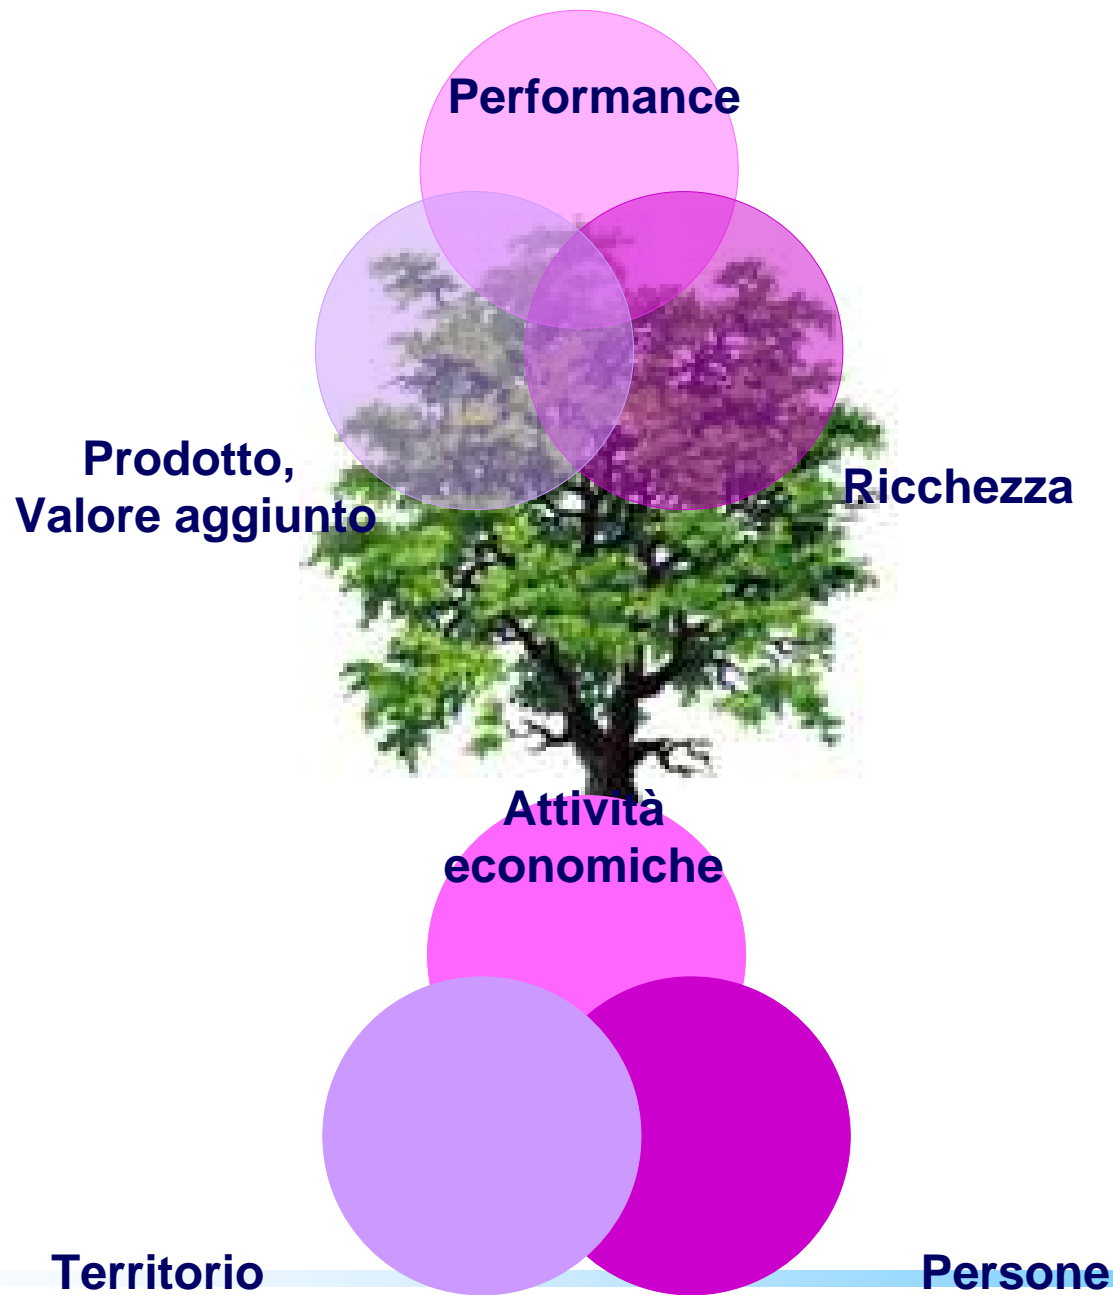 Performance
Prodotto,
Valore aggiunto
Ricchezza
Attività
economiche
Territorio
Persone